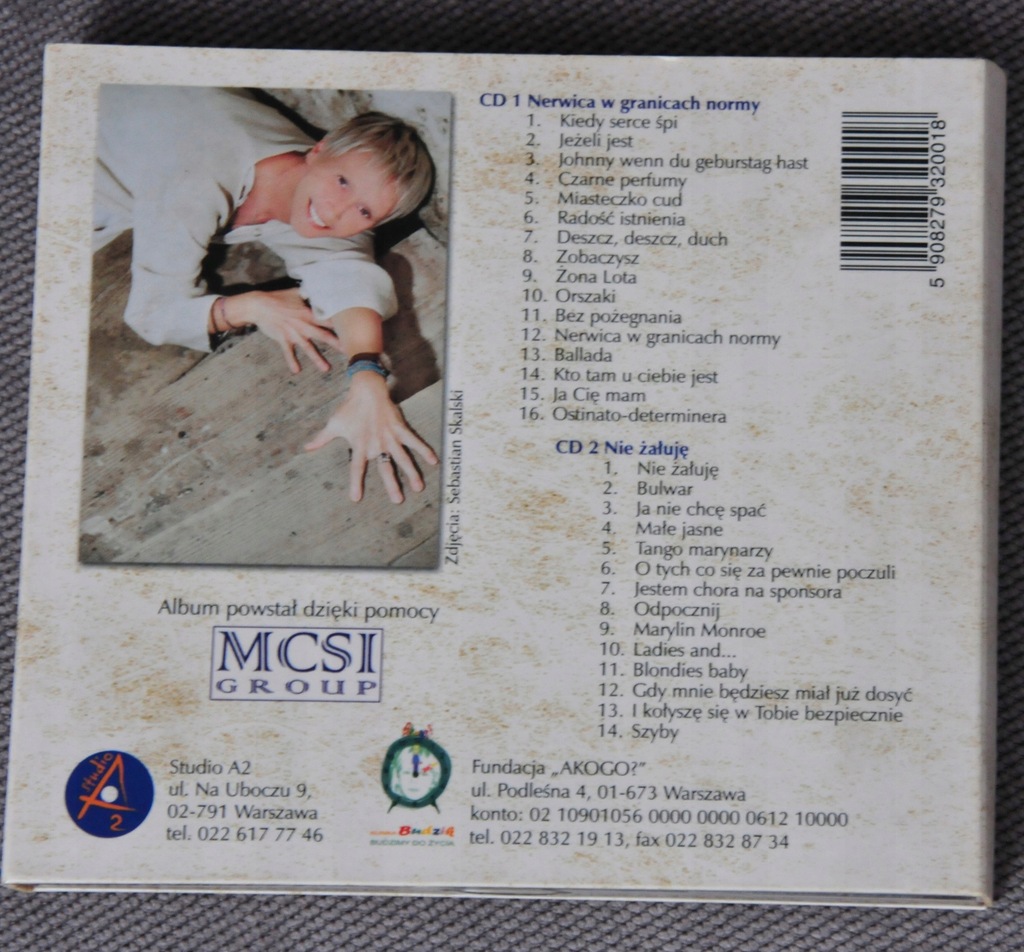 CD 1 Nerwica w granicach normy
1. Kiedy serce śpi
2. Jeżeli jest
3. Johnny wenn du geburstag hast
4. Czarne perfumy
5. Miasteczko cud
6. Radość istnienia
7. Deszcz, deszcz, duch
8. Zobaczysz
9. Żona Lota
10. Orszaki
11. Bez pożegnania
12. Nerwica w granicach normy
13. Ballada
14. Kto tam u ciebie jest
15. Ja Cię mam
16. Ostinato-determinera
5 908279 320018
CD 2 Nie żałuję
1. Nie żałuję
2. Bulwar
3. Ja nie chcę spać
4. Małe jasne
5. Tango marynarzy
6. O tych co się za pewnie poczuli
7. Jestem chora na sponsora
8. Odpocznij
9. Marylin Monroe
10. Ladies and...
11. Blondies baby
12. Gdy mnie będziesz miał już dosyć
13. I kołyszę się w Tobie bezpiecznie
14. Szyby
Zdjęcia: Sebastian Skalski
Album powstał dzięki pomocy
MCSI
GROUP
Studio
A
2
Studio A2
ul. Na Uboczu 9,
02-791 Warszawa
tel. 022 617 77 46
Budzik
BUDZIMY DO ŻYCIA
Fundacja „AKOGO?"
ul. Podleśna 4, 01-673 Warszawa
konto: 02 10901056 0000 0000 0612 10000
tel. 022 832 19 13, fax 022 832 87 34